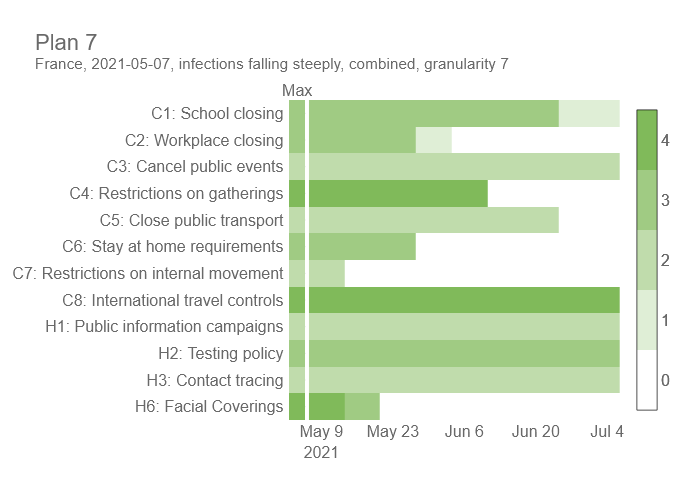 Plan 7
France, 2021-05-07, infections falling steeply, combined, granularity 7
Max
C1: School closing
C2: Workplace closing
C3: Cancel public events
C4: Restrictions on gatherings
C5: Close public transport
C6: Stay at home requirements
C7: Restrictions on internal movement
C8: International travel controls
H1: Public information campaigns
H2: Testing policy
H3: Contact tracing
H6: Facial Coverings
May 9 May 23 Jun 6 Jun 20 Jul 4
2021
4
3
2
1
0